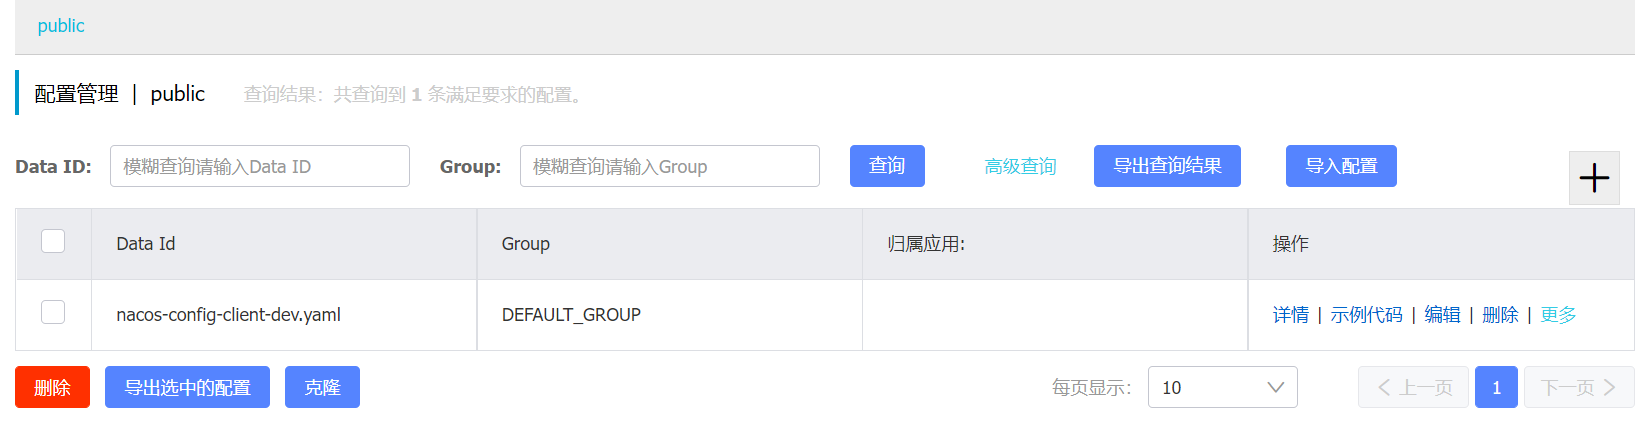 public
配置管理 | public 查询结果：共查询到 1 条满足要求的配置。
Data ID: 模糊查询请输入Data ID Group: 模糊查询请输入Group 查询 高级查询 导出查询结果 导入配置
Data Id Group 归属应用: 操作
nacos-config-client-dev.yaml DEFAULT_GROUP 详情 | 示例代码 | 编辑 | 删除 | 更多
删除 导出选中的配置 克隆 每页显示： 10 上一页 1 下一页